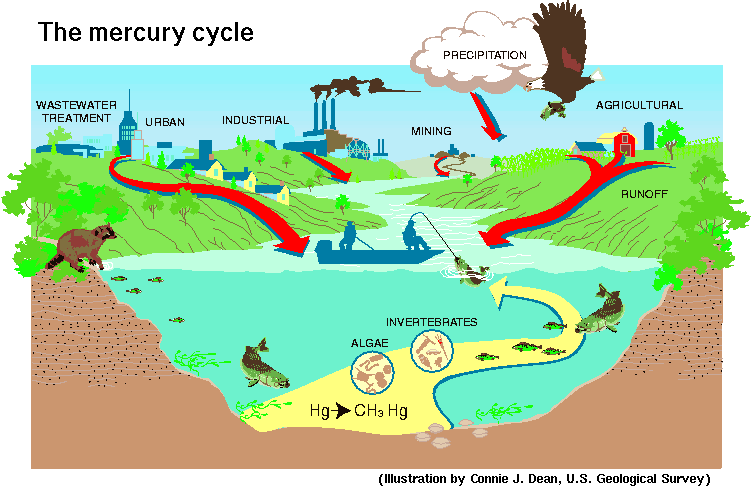 The mercury cycle
PRECIPITATION
WASTEWATER
TREATMENT
URBAN
INDUSTRIAL
MINING
AGRICULTURAL
RUNOFF
INVERTEBRATES
ALGAE
Hg→CH₃ Hg
(Illustration by Connie J. Dean, U.S. Geological Survey)